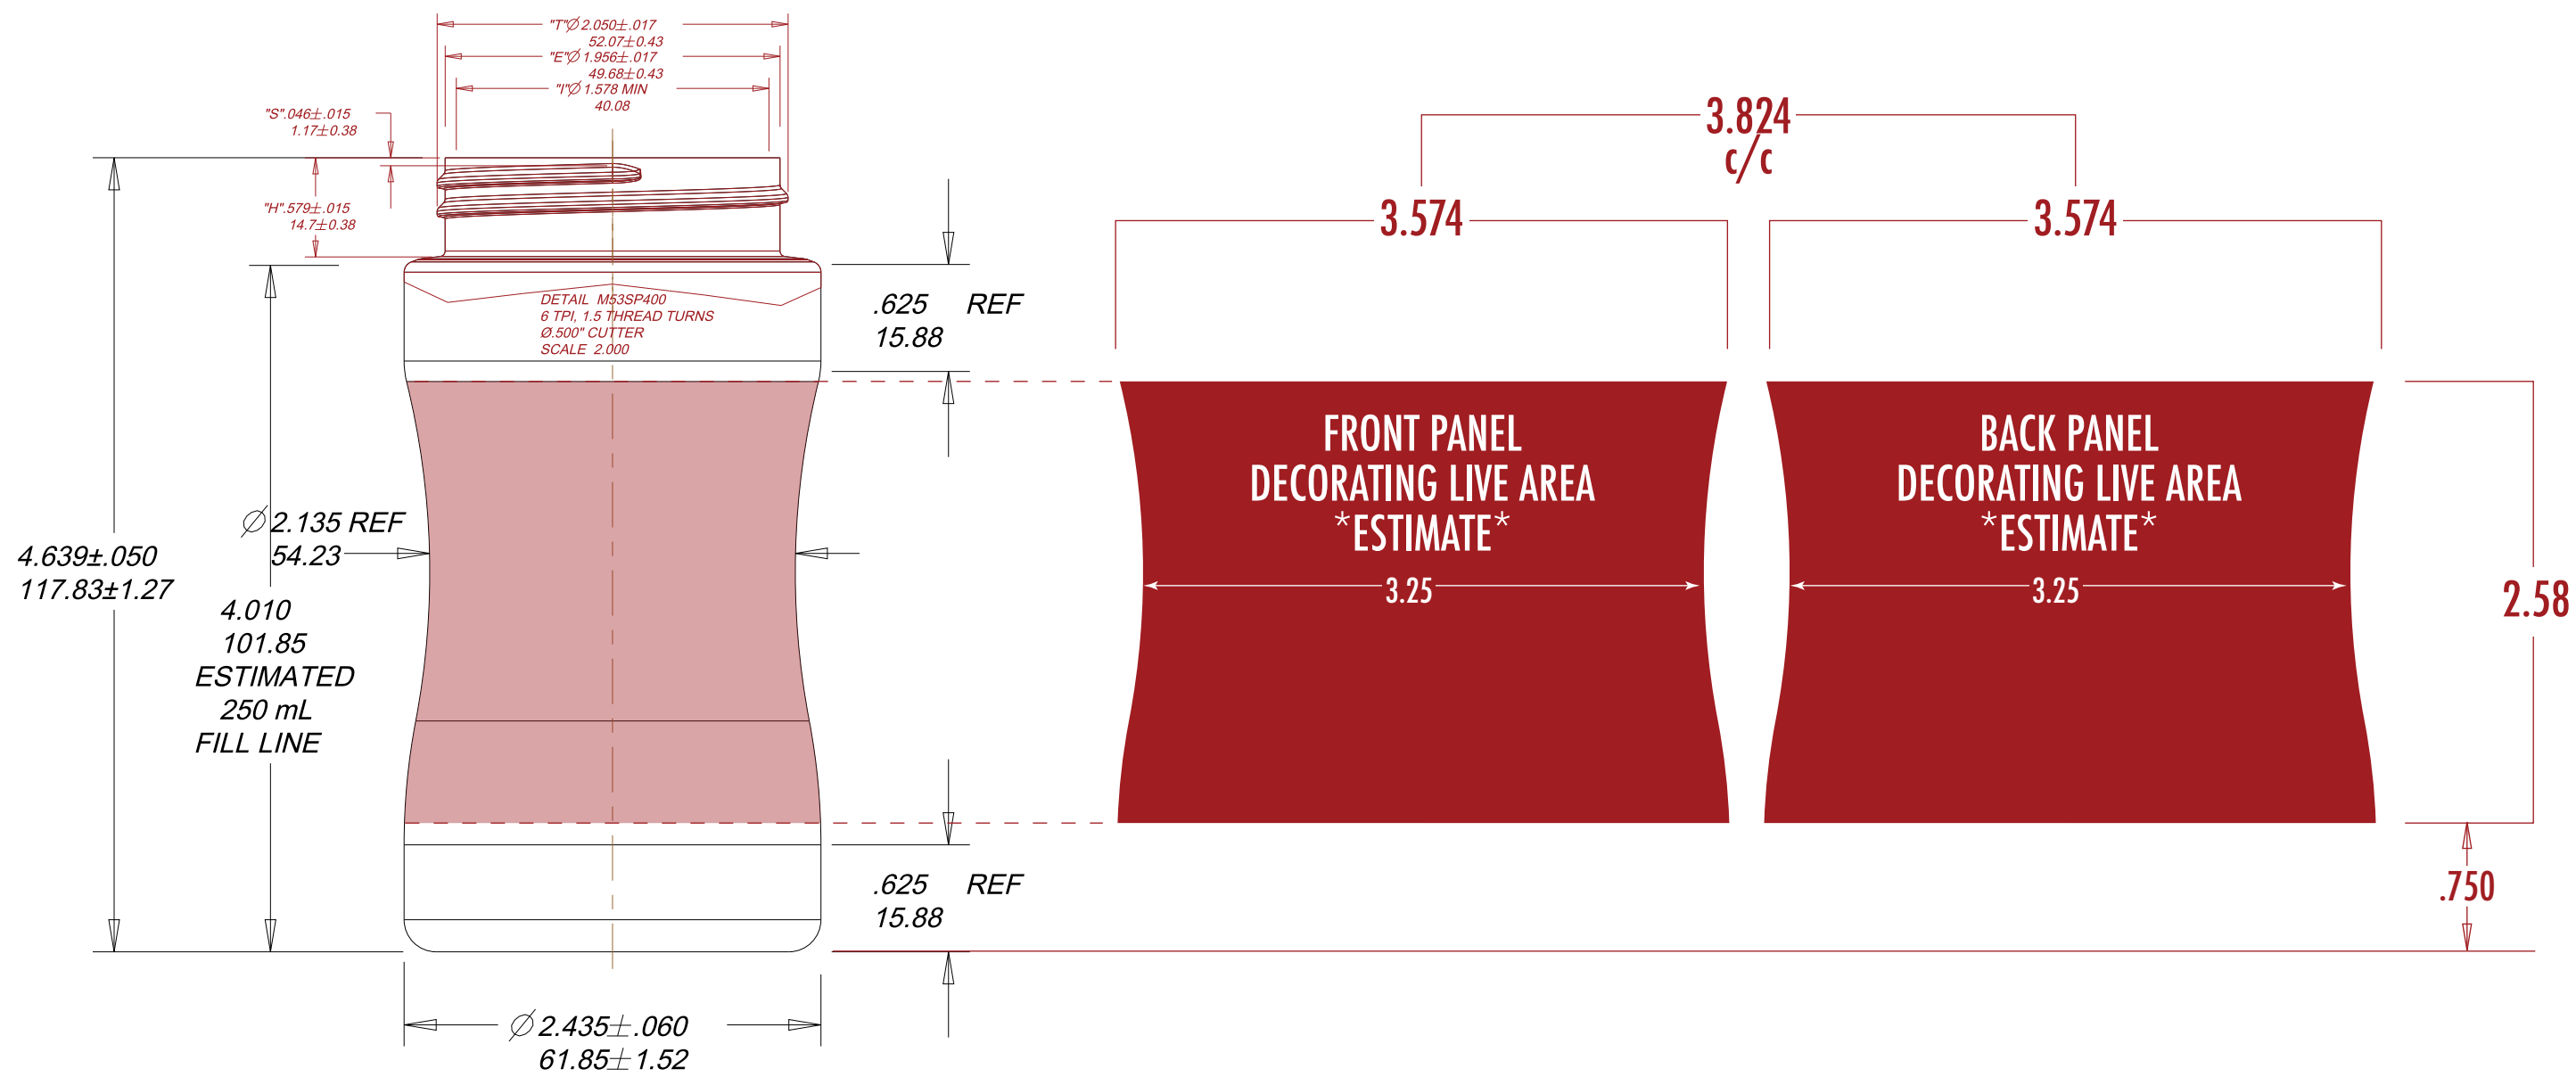 "T"Ø 2.050±.017
52.07±0.43
"E"Ø 1.956±.017
49.68±0.43
"I"Ø 1.578 MIN
40.08
"S".046±.015
1.17±0.38
"H".579±.015
14.7±0.38
DETAIL M53SP400
6 TPI, 1.5 THREAD TURNS
Ø.500" CUTTER
SCALE 2.000
.625 REF
15.88
Ø 2.135 REF
54.23
4.639±.050
117.83±1.27
4.010
101.85
ESTIMATED
250 mL
FILL LINE
.625 REF
15.88
Ø 2.435±.060
61.85±1.52
3.824
c/c
3.574
3.574
FRONT PANEL
DECORATING LIVE AREA
*ESTIMATE*
3.25
BACK PANEL
DECORATING LIVE AREA
*ESTIMATE*
3.25
2.58
.750